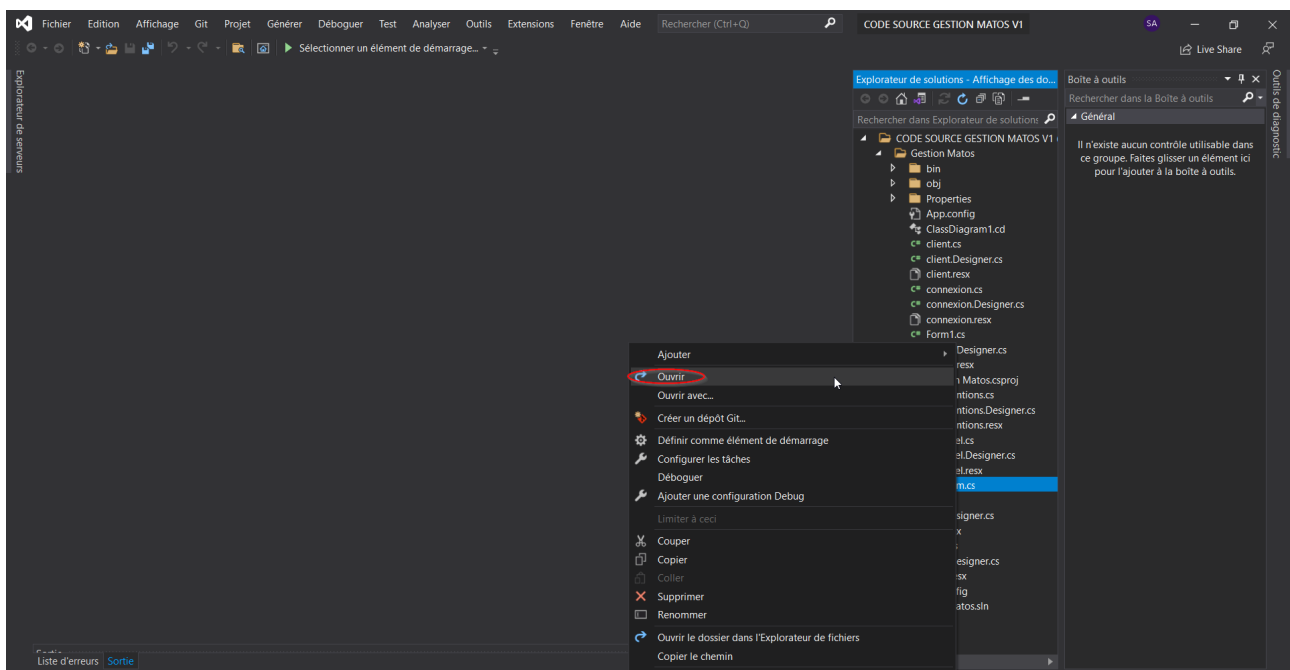 Fichier Edition Affichage Git Projet Générer Déboguer Test Analyser Outils Extensions Fenêtre Aide Rechercher (Ctrl+Q) CODE SOURCE GESTION MATOS V1 SA
Sélectionner un élément de démarrage... Live Share
Explorateur de serveurs
Explorateur de solutions - Affichage des do...
Rechercher dans Explorateur de solutions
CODE SOURCE GESTION MATOS V1
Gestion Matos
bin
obj
Properties
App.config
ClassDiagram1.cd
client.cs
client.Designer.cs
client.resx
connexion.cs
connexion.Designer.cs
connexion.resx
Form1.cs
Designer.cs
resx
Matos.csproj
ntions.cs
ntions.Designer.cs
ntions.resx
el.cs
el.Designer.cs
el.resx
m.cs
signer.cs
x
esigner.cs
sx
fig
atos.sln
Ajouter
Ouvrir
Ouvrir avec...
Créer un dépôt Git...
Définir comme élément de démarrage
Configurer les tâches
Déboguer
Ajouter une configuration Debug
Limiter à ceci
Couper
Copier
Coller
Supprimer
Renommer
Ouvrir le dossier dans l'Explorateur de fichiers
Copier le chemin
Boîte à outils
Rechercher dans la Boîte à outils
Général
Il n'existe aucun contrôle utilisable dans
ce groupe. Faites glisser un élément ici
pour l'ajouter à la boîte à outils.
Outils de diagnostic
Liste d'erreurs Sortie